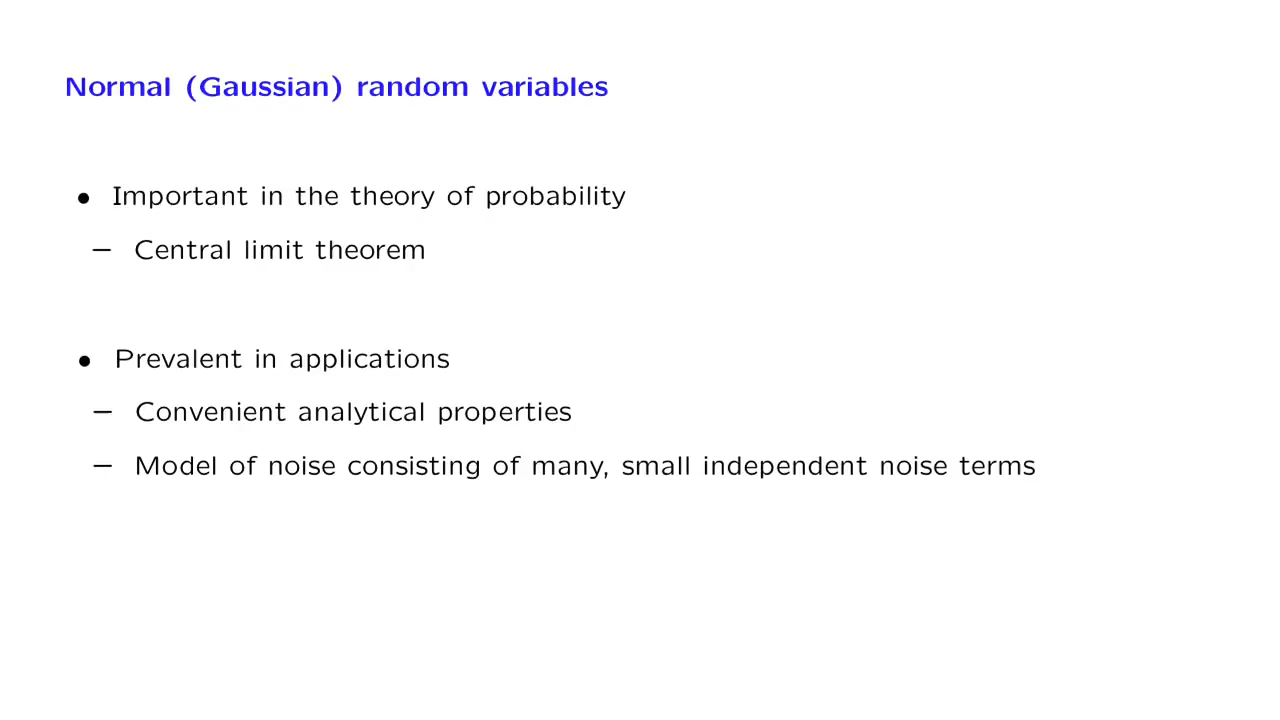 Normal (Gaussian) random variables
• Important in the theory of probability
– Central limit theorem
• Prevalent in applications
– Convenient analytical properties
– Model of noise consisting of many, small independent noise terms